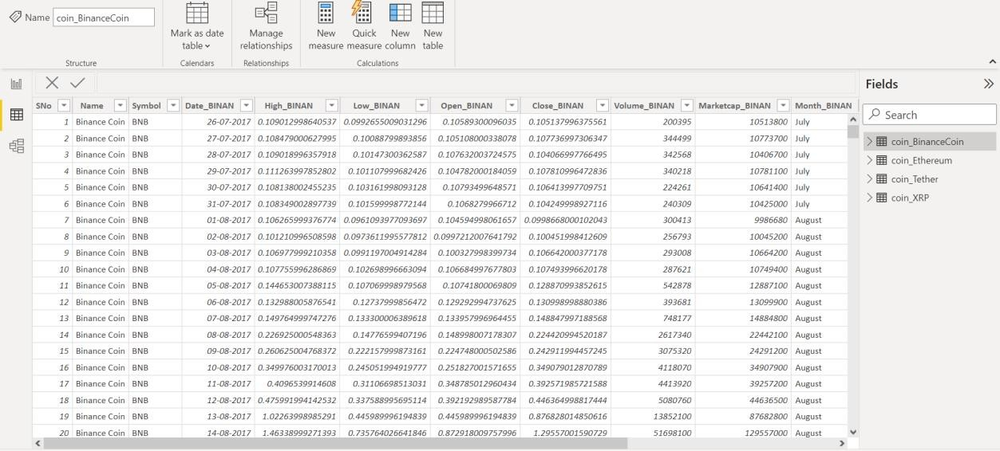 Name coin_BinanceCoin
Mark as date table
Manage relationships
New measure
Quick measure
New column
New table
Structure
Calendars
Relationships
Calculations
SNo Name Symbol Date_BINAN High_BINAN Low_BINAN Open_BINAN Close_BINAN Volume_BINAN Marketcap_BINAN Month_BINAN
1 Binance Coin BNB 26-07-2017 0.109012998640537 0.0992655009031296 0.10589300096035 0.105137996375561 200395 10513800 July
2 Binance Coin BNB 27-07-2017 0.108479000627995 0.10088799893856 0.105108000338078 0.107736997306347 344499 10773700 July
3 Binance Coin BNB 28-07-2017 0.109018996357918 0.10147300362587 0.107632003724575 0.104066997766495 342568 10406700 July
4 Binance Coin BNB 29-07-2017 0.111263997852802 0.101107999682426 0.104782000184059 0.107810996472836 340218 10781100 July
5 Binance Coin BNB 30-07-2017 0.108138002455235 0.103161998093128 0.10793499648571 0.106413997709751 224261 10641400 July
6 Binance Coin BNB 31-07-2017 0.108349002897739 0.101599998772144 0.1068279966712 0.104249998927116 240309 10425000 July
7 Binance Coin BNB 01-08-2017 0.106265999376774 0.0961093977093697 0.104594998061657 0.0998668000102043 300413 9986680 August
8 Binance Coin BNB 02-08-2017 0.101210996508598 0.0973611995577812 0.0997212007641792 0.100451998412609 256793 10045200 August
9 Binance Coin BNB 03-08-2017 0.106977999210358 0.0991197004914284 0.100327998399734 0.106642000377178 293008 10664200 August
10 Binance Coin BNB 04-08-2017 0.107755996286869 0.102698996663094 0.106684997677803 0.107493996620178 287621 10749400 August
11 Binance Coin BNB 05-08-2017 0.144653007388115 0.107069998979568 0.10741800069809 0.128870993852615 542878 12887100 August
12 Binance Coin BNB 06-08-2017 0.132988005876541 0.12737999856472 0.129292994737625 0.130998998880386 393681 13099900 August
13 Binance Coin BNB 07-08-2017 0.149764999747276 0.133300006389618 0.133957996964455 0.148847997188568 748177 14884800 August
14 Binance Coin BNB 08-08-2017 0.226925000548363 0.14776599407196 0.148998007178307 0.224420994520187 2617340 22442100 August
15 Binance Coin BNB 09-08-2017 0.260625004768372 0.222157999873161 0.224748000502586 0.242911994457245 3075320 24291200 August
16 Binance Coin BNB 10-08-2017 0.349976003170013 0.245051994919777 0.251827001571655 0.349079012870789 4118070 34907900 August
17 Binance Coin BNB 11-08-2017 0.4096539914608 0.31106698513031 0.348785012960434 0.392571985721588 4413920 39257200 August
18 Binance Coin BNB 12-08-2017 0.475991994142532 0.337588995695114 0.392192989587784 0.446364998817444 5080760 44636500 August
19 Binance Coin BNB 13-08-2017 1.02263998985291 0.445989996194839 0.445989996194839 0.876828014850616 13852100 87682800 August
20 Binance Coin BNB 14-08-2017 1.46338999271393 0.735764026641846 0.872918009757996 1.29557001590729 51698100 129557000 August
Fields
Search
coin_BinanceCoin
coin_Ethereum
coin_Tether
coin_XRP